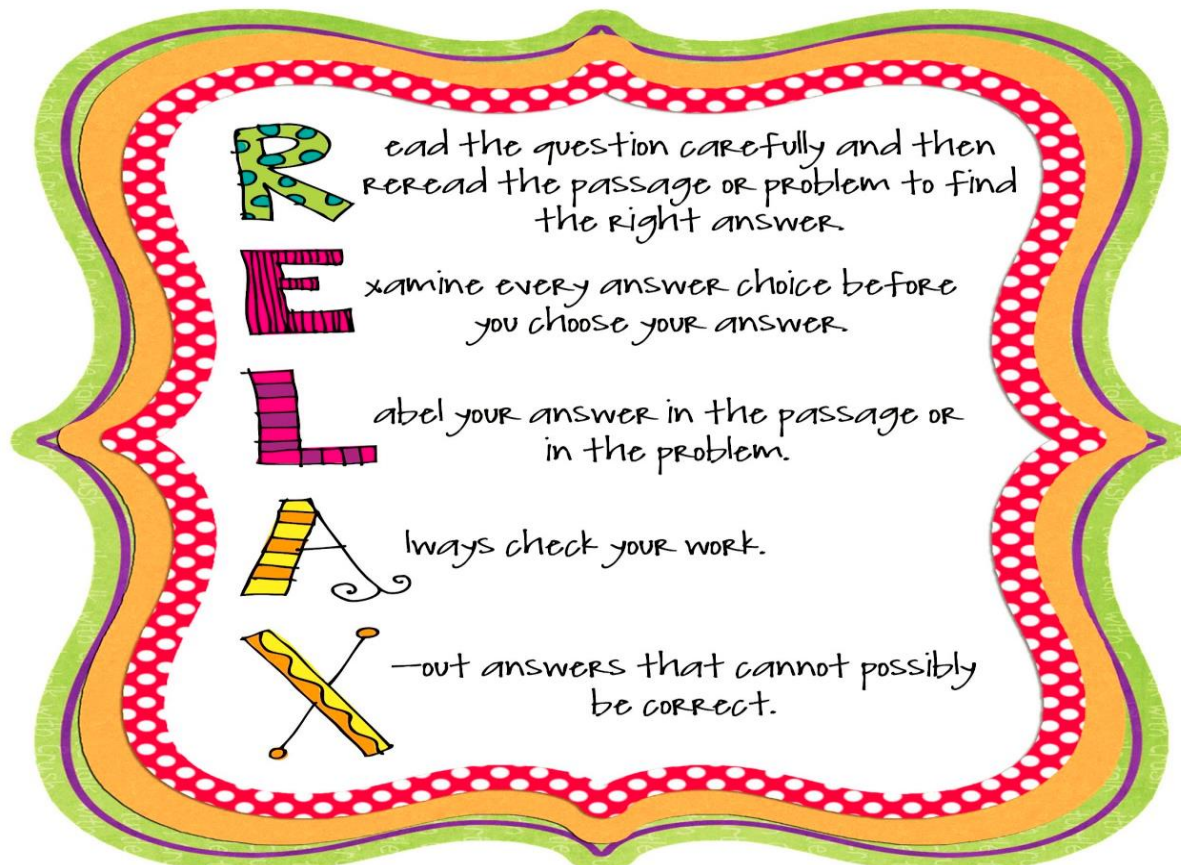 Read the question carefully and then
reread the passage or problem to find
the right answer.
Examine every answer choice before
you choose your answer.
Label your answer in the passage or
in the problem.
Always check your work.
X-out answers that cannot possibly
be correct.